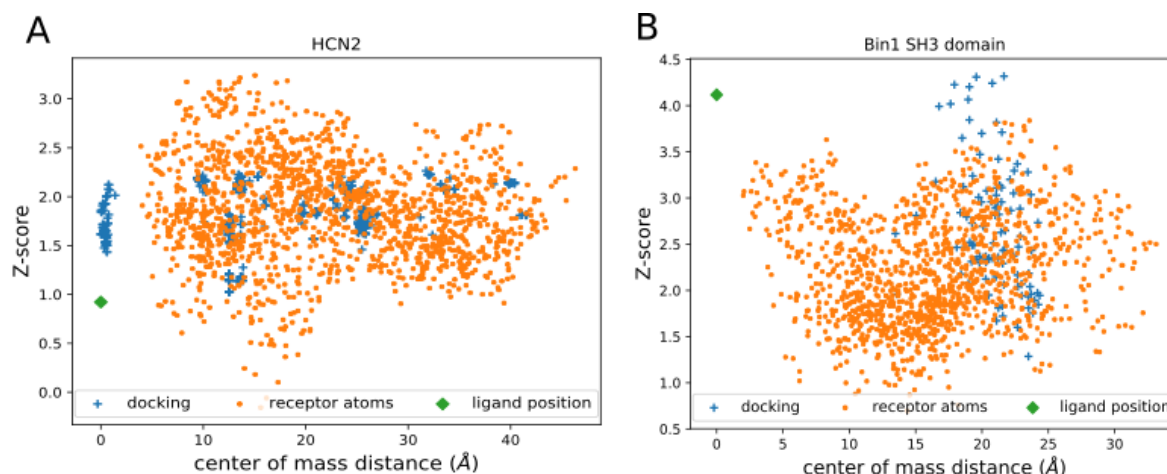 A
HCN2
Z-score
3.0
2.5
2.0
1.5
1.0
0.5
0.0
docking
receptor atoms
ligand position
0
10
20
30
40
center of mass distance (Å)
B
Bin1 SH3 domain
Z-score
4.5
4.0
3.5
3.0
2.5
2.0
1.5
1.0
0.5
docking
receptor atoms
ligand position
0
5
10
15
20
25
30
center of mass distance (Å)